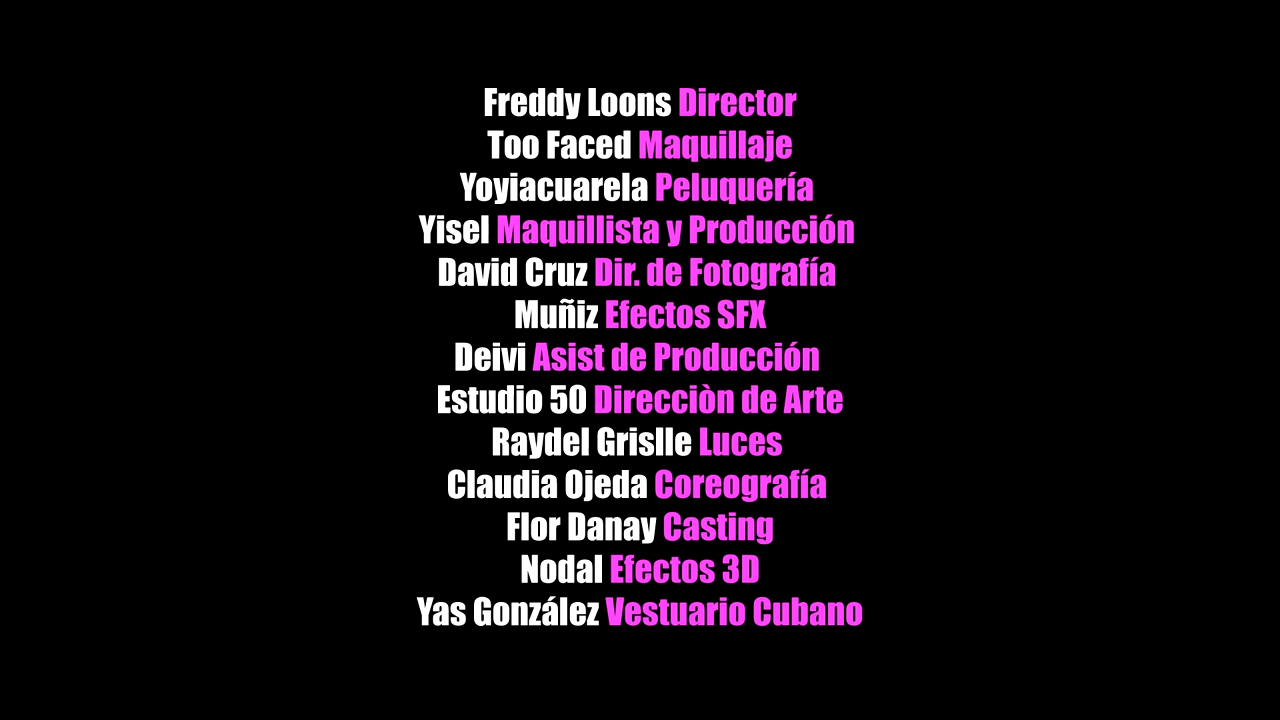 Freddy Loons Director
Too Faced Maquillaje
Yoyiacuarela Peluquería
Yisel Maquillista y Producción
David Cruz Dir. de Fotografía
Muñiz Efectos SFX
Deivi Asist de Producción
Estudio 50 Direcciòn de Arte
Raydel Grislle Luces
Claudia Ojeda Coreografía
Flor Danay Casting
Nodal Efectos 3D
Yas González Vestuario Cubano